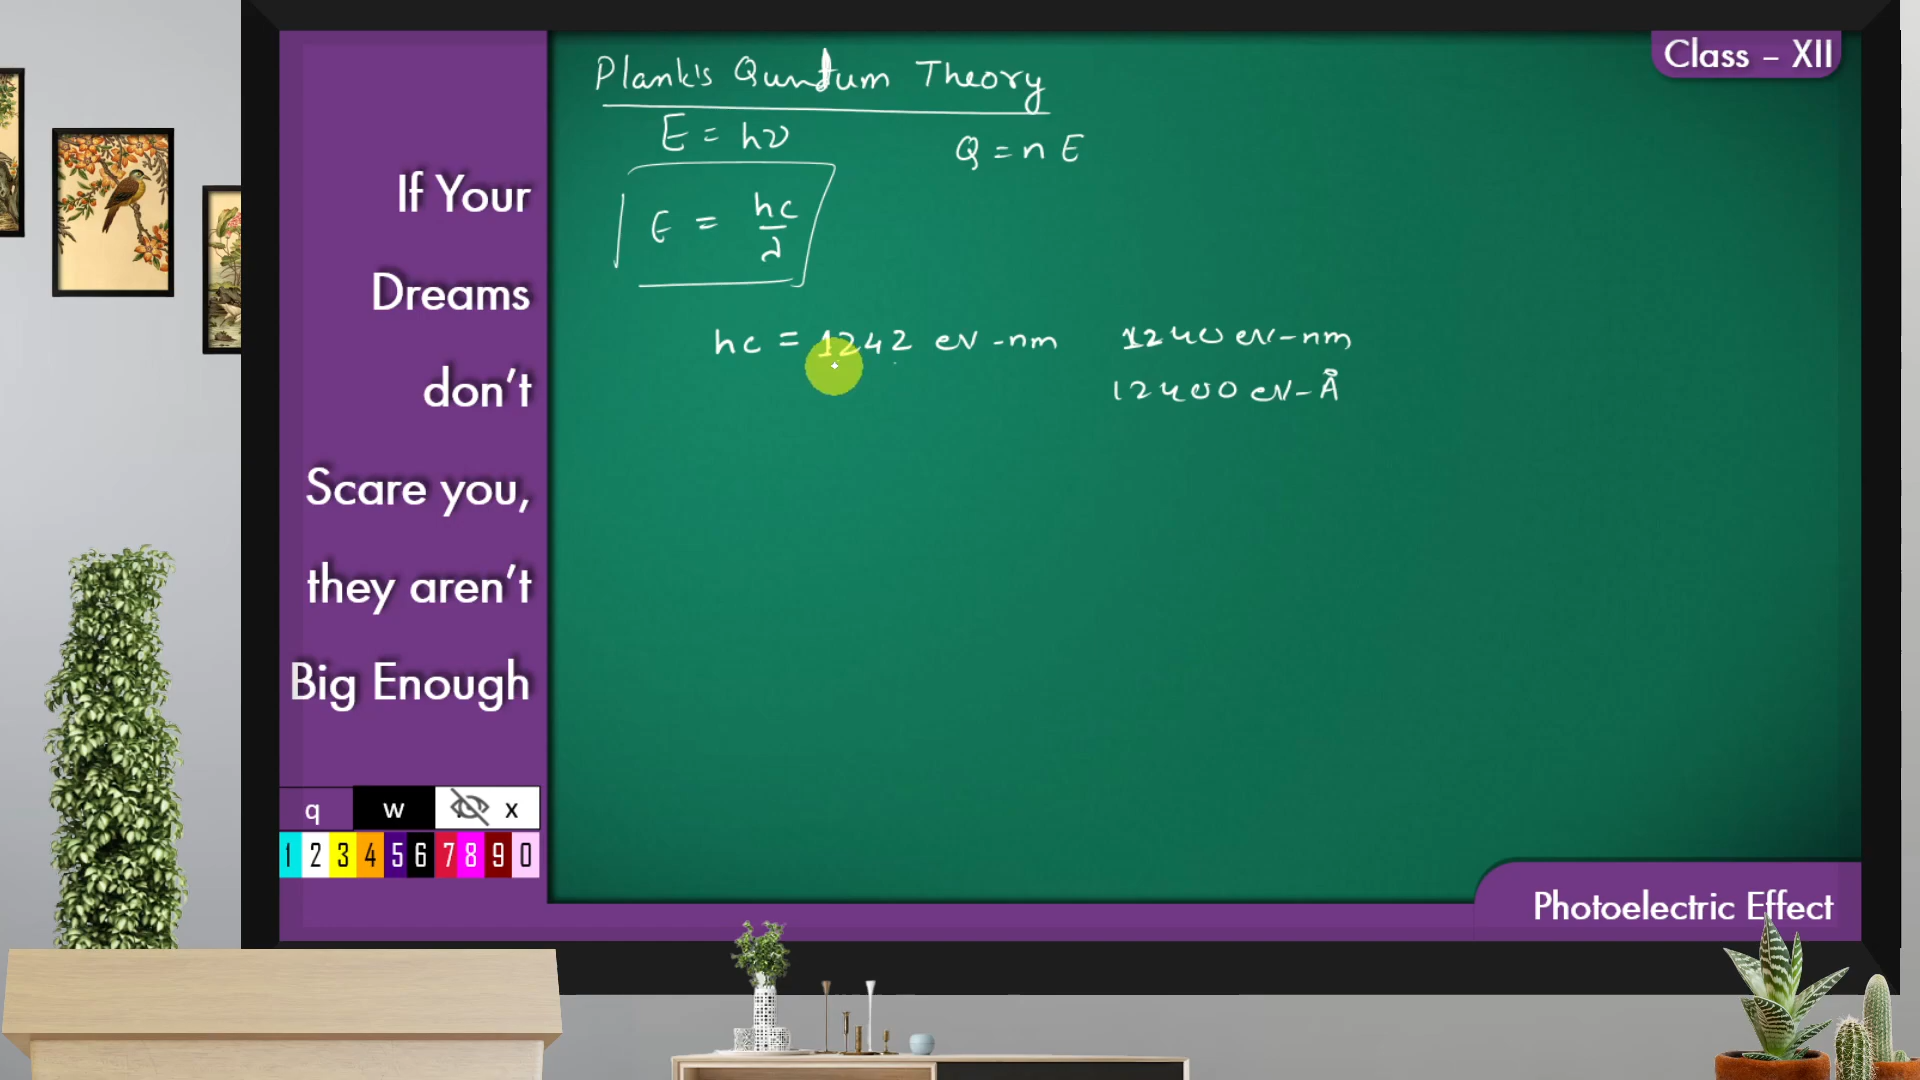 Class – XII
Plank's Quntum Theory
E = hν
Q = n E
E = hc/λ
hc = 1242 eV -nm
1240 eV-nm
12400 eV-Å
If Your
Dreams
don't
Scare you,
they aren't
Big Enough
q w x
1 2 3 4 5 6 7 8 9 0
Photoelectric Effect